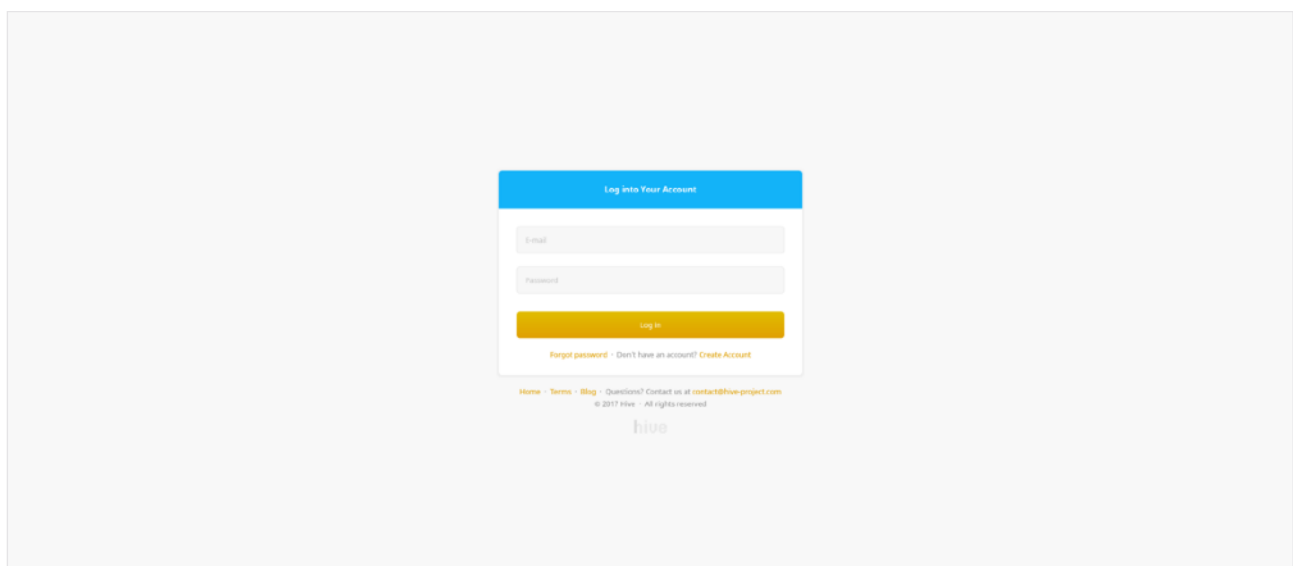 Log into Your Account
E-mail
Password
Log in
Forgot password · Don't have an account? Create Account
Home · Terms · Blog · Questions? Contact us at contact@hive-project.com
© 2017 Hive · All rights reserved
hive